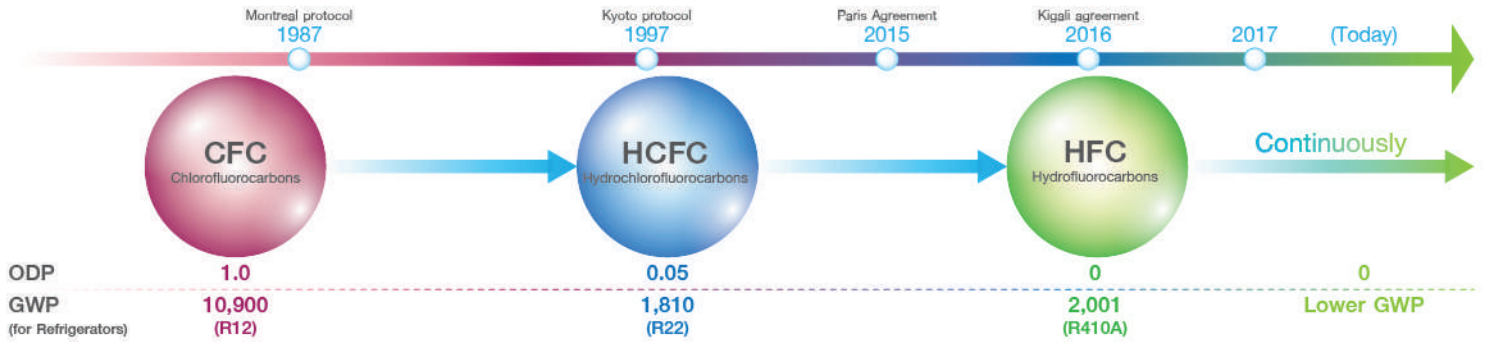 Montreal protocol
1987
Kyoto protocol
1997
Paris Agreement
2015
Kigali agreement
2016
2017
(Today)
CFC
Chlorofluorocarbons
HCFC
Hydrochlorofluorocarbons
HFC
Hydrofluorocarbons
Continuously
ODP 1.0 0.05 0 0
GWP 10,900 1,810 2,001 Lower GWP
(for Refrigerators) (R12) (R22) (R410A)